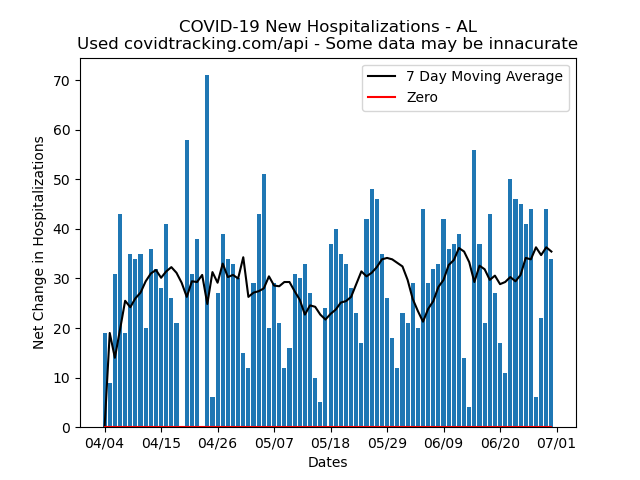 COVID-19 New Hospitalizations - AL
Used covidtracking.com/api - Some data may be innacurate
7 Day Moving Average
Zero
Net Change in Hospitalizations
70
60
50
40
30
20
10
0
04/04 04/15 04/26 05/07 05/18 05/29 06/09 06/20 07/01
Dates